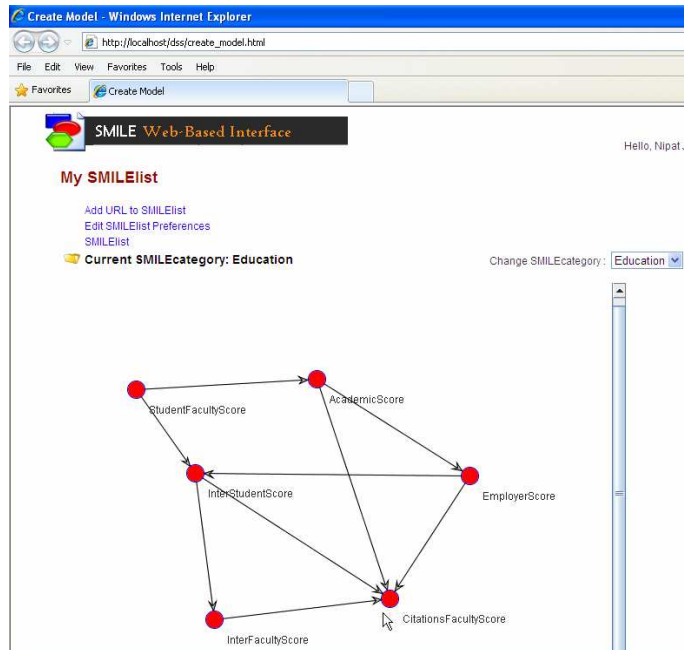 Create Model - Windows Internet Explorer
http://localhost/dss/create_model.html
File Edit View Favorites Tools Help
Favorites Create Model
SMILE Web-Based Interface
Hello, Nipat .
My SMILElist
Add URL to SMILElist
Edit SMILElist Preferences
SMILElist
Current SMILEcategory: Education Change SMILEcategory : Education
AcademicScore
StudentFacultyScore
InterStudentScore
EmployerScore
CitationsFacultyScore
InterFacultyScore